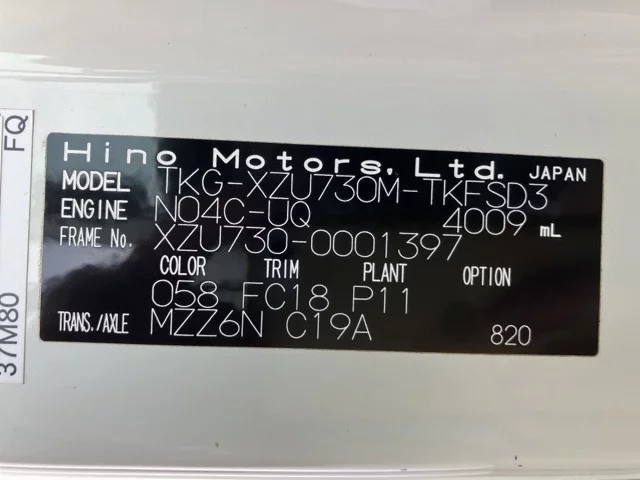 Hino Motors, Ltd. JAPAN
MODEL TKG-XZU730M-TKFSD3
ENGINE N04C-UQ 4009 mL
FRAME No. XZU730-0001397
COLOR TRIM PLANT OPTION
058 FC18 P11
TRANS./AXLE MZZ6N C19A 820
37M80 FQ